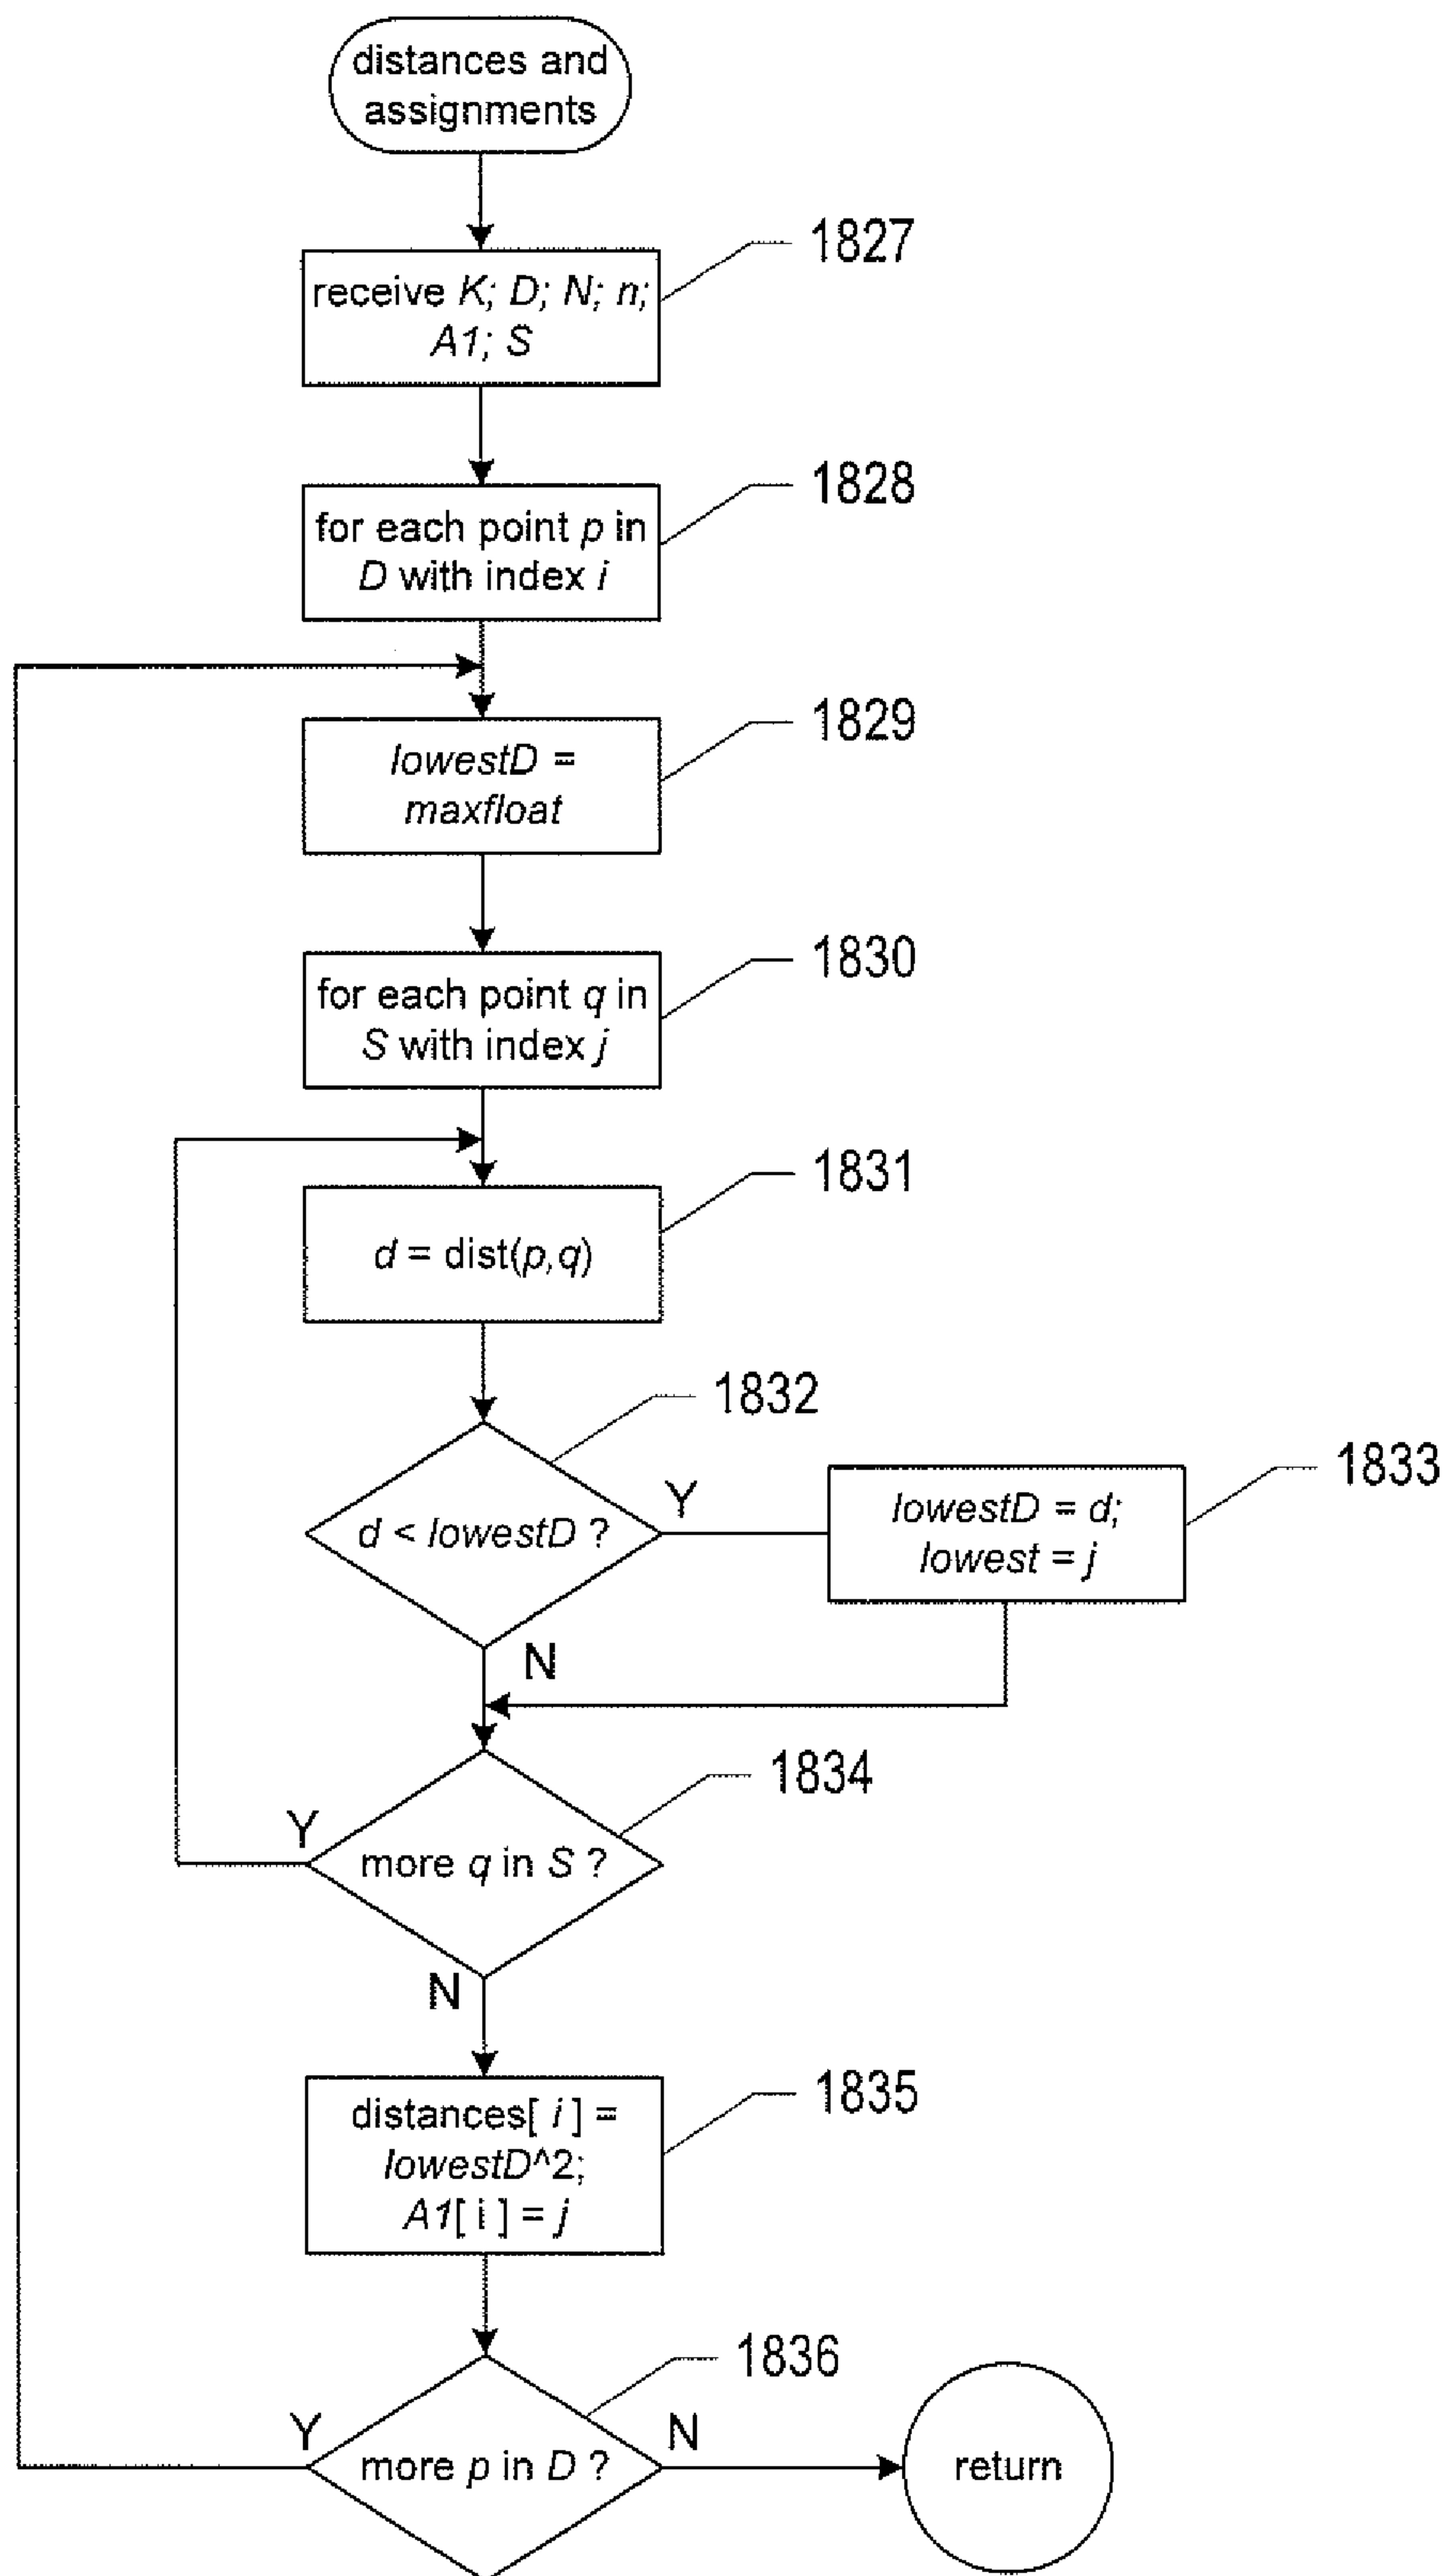 distances and
assignments
1827
receive K; D; N; n;
A1; S
1828
for each point p in
D with index i
1829
lowestD =
maxfloat
1830
for each point q in
S with index j
1831
d = dist(p,q)
1832
d < lowestD ?
Y
1833
lowestD = d;
lowest = j
N
1834
Y
more q in S ?
N
1835
distances[ i ] =
lowestD^2;
A1[ i ] = j
1836
Y
more p in D ?
N
return